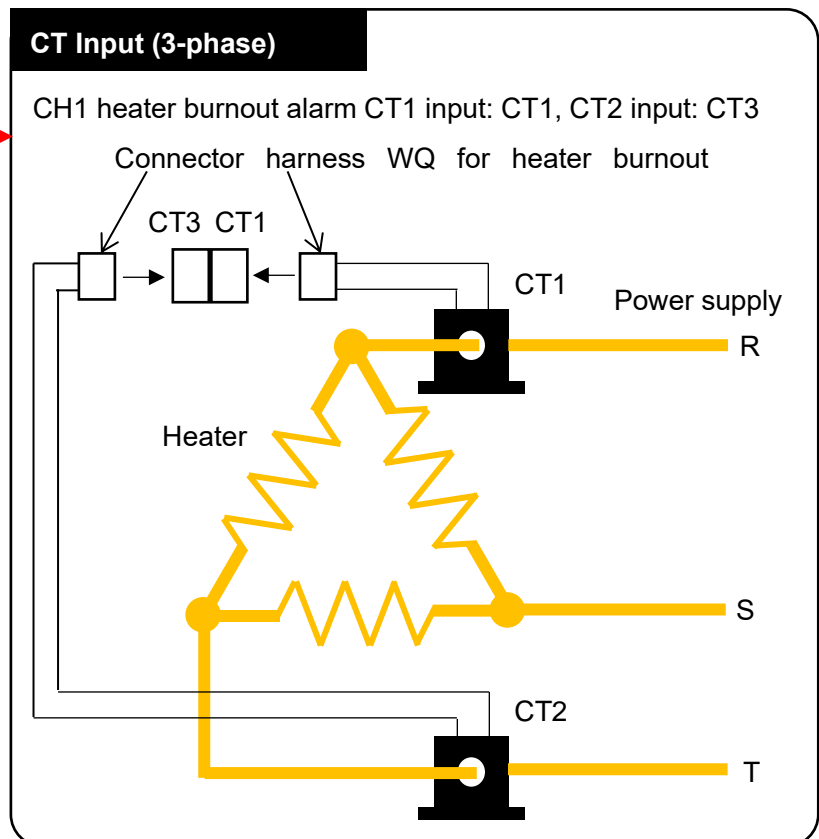 CT Input (3-phase)
CH1 heater burnout alarm CT1 input: CT1, CT2 input: CT3
Connector harness WQ for heater burnout
CT3 CT1
CT1
Power supply
R
Heater
S
CT2
T